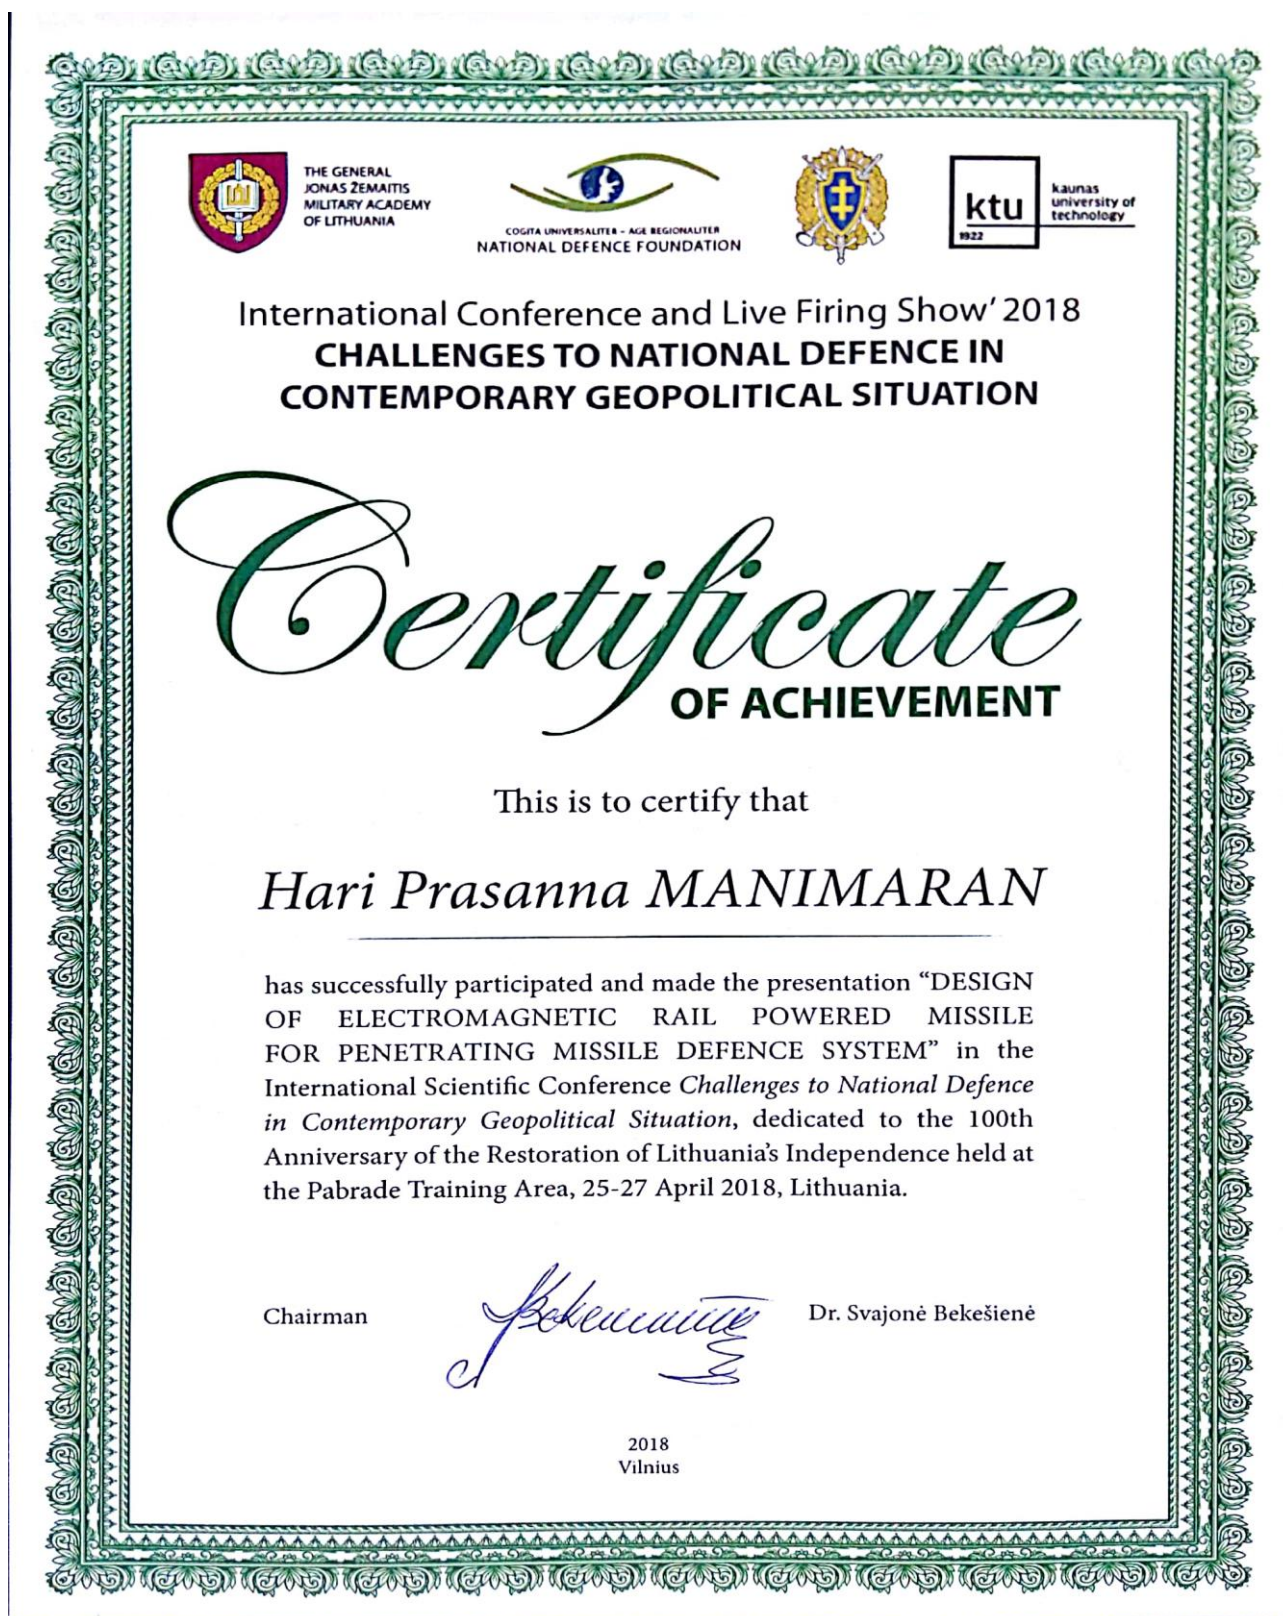 THE GENERAL
JONAS ŽEMAITIS
MILITARY ACADEMY
OF LITHUANIA
COGITA UNIVERSALITER – AGE REGIONALITER
NATIONAL DEFENCE FOUNDATION
ktu
1922
kaunas
university of
technology
International Conference and Live Firing Show’ 2018
CHALLENGES TO NATIONAL DEFENCE IN
CONTEMPORARY GEOPOLITICAL SITUATION
Certificate
OF ACHIEVEMENT
This is to certify that
Hari Prasanna MANIMARAN
has successfully participated and made the presentation “DESIGN
OF ELECTROMAGNETIC RAIL POWERED MISSILE
FOR PENETRATING MISSILE DEFENCE SYSTEM” in the
International Scientific Conference Challenges to National Defence
in Contemporary Geopolitical Situation, dedicated to the 100th
Anniversary of the Restoration of Lithuania’s Independence held at
the Pabrade Training Area, 25-27 April 2018, Lithuania.
Chairman
Dr. Svajonė Bekešienė
2018
Vilnius